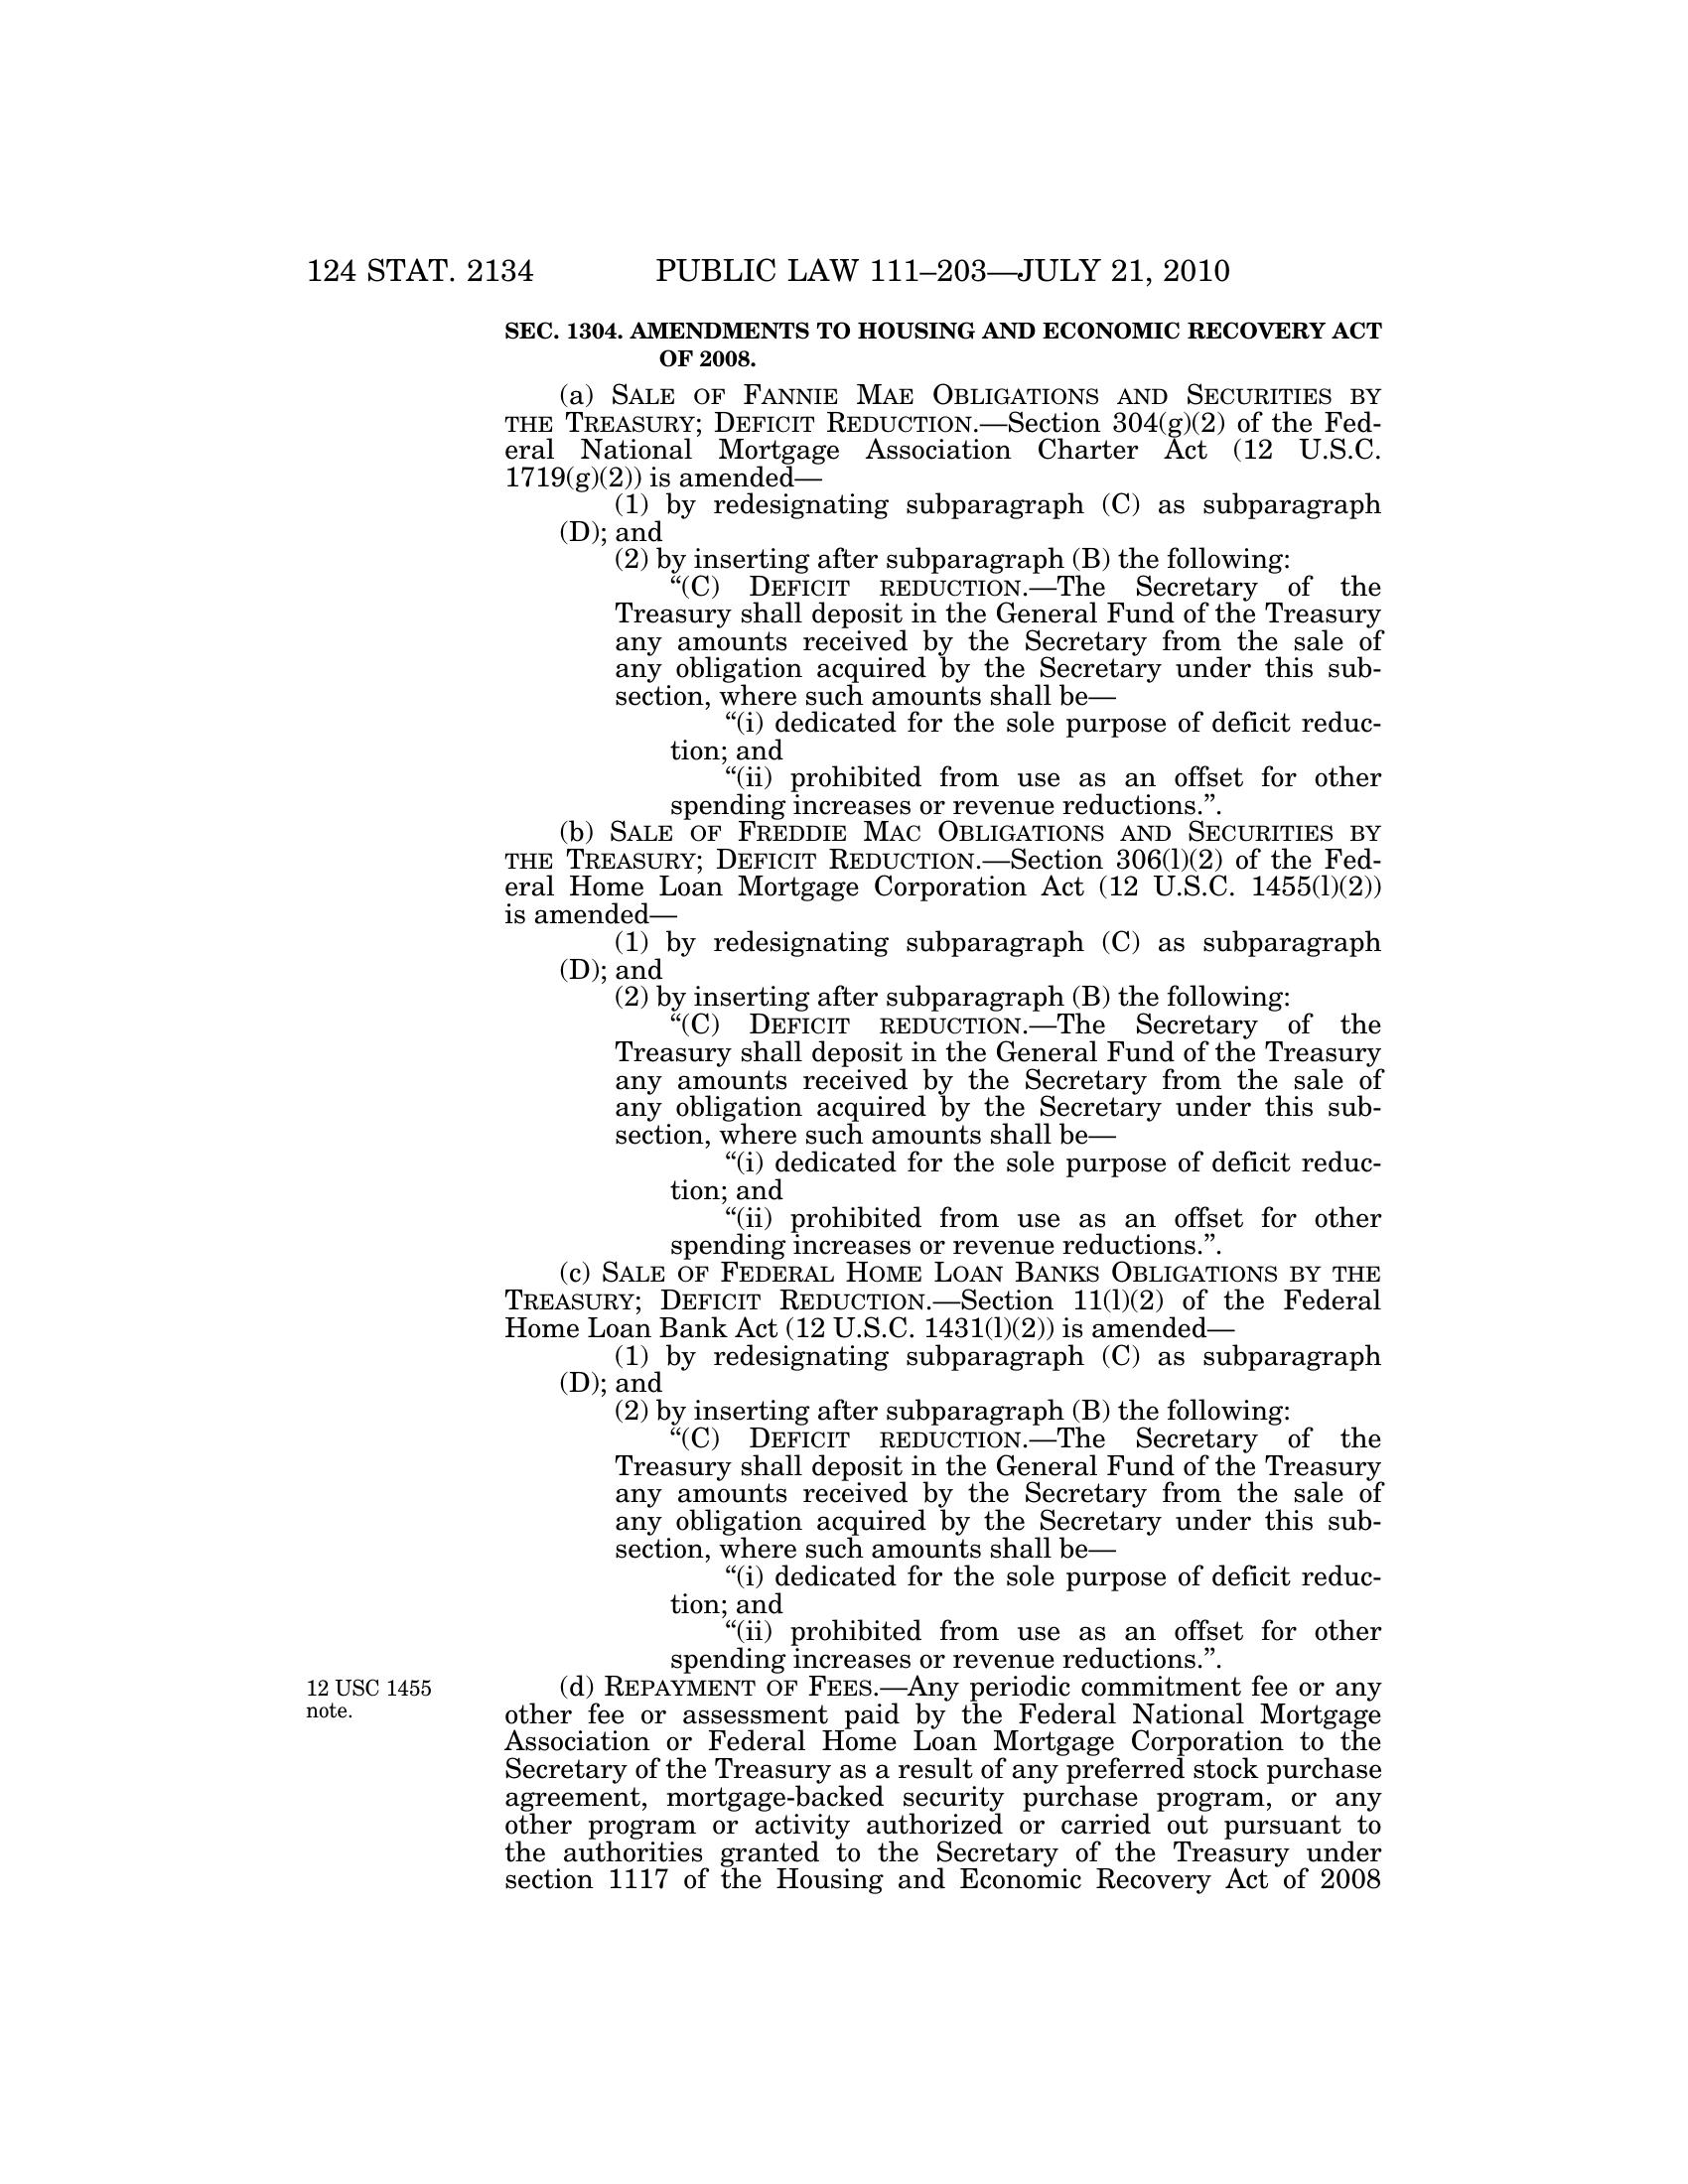 124 STAT. 2134 PUBLIC LAW 111–203—JULY 21, 2010
SEC. 1304. AMENDMENTS TO HOUSING AND ECONOMIC RECOVERY ACT
OF 2008.
(a) SALE OF FANNIE MAE OBLIGATIONS AND SECURITIES BY
THE TREASURY; DEFICIT REDUCTION.—Section 304(g)(2) of the Fed-
eral National Mortgage Association Charter Act (12 U.S.C.
1719(g)(2)) is amended—
(1) by redesignating subparagraph (C) as subparagraph
(D); and
(2) by inserting after subparagraph (B) the following:
“(C) DEFICIT REDUCTION.—The Secretary of the
Treasury shall deposit in the General Fund of the Treasury
any amounts received by the Secretary from the sale of
any obligation acquired by the Secretary under this sub-
section, where such amounts shall be—
“(i) dedicated for the sole purpose of deficit reduc-
tion; and
“(ii) prohibited from use as an offset for other
spending increases or revenue reductions.”.
(b) SALE OF FREDDIE MAC OBLIGATIONS AND SECURITIES BY
THE TREASURY; DEFICIT REDUCTION.—Section 306(l)(2) of the Fed-
eral Home Loan Mortgage Corporation Act (12 U.S.C. 1455(l)(2))
is amended—
(1) by redesignating subparagraph (C) as subparagraph
(D); and
(2) by inserting after subparagraph (B) the following:
“(C) DEFICIT REDUCTION.—The Secretary of the
Treasury shall deposit in the General Fund of the Treasury
any amounts received by the Secretary from the sale of
any obligation acquired by the Secretary under this sub-
section, where such amounts shall be—
“(i) dedicated for the sole purpose of deficit reduc-
tion; and
“(ii) prohibited from use as an offset for other
spending increases or revenue reductions.”.
(c) SALE OF FEDERAL HOME LOAN BANKS OBLIGATIONS BY THE
TREASURY; DEFICIT REDUCTION.—Section 11(l)(2) of the Federal
Home Loan Bank Act (12 U.S.C. 1431(l)(2)) is amended—
(1) by redesignating subparagraph (C) as subparagraph
(D); and
(2) by inserting after subparagraph (B) the following:
“(C) DEFICIT REDUCTION.—The Secretary of the
Treasury shall deposit in the General Fund of the Treasury
any amounts received by the Secretary from the sale of
any obligation acquired by the Secretary under this sub-
section, where such amounts shall be—
“(i) dedicated for the sole purpose of deficit reduc-
tion; and
“(ii) prohibited from use as an offset for other
spending increases or revenue reductions.”.
12 USC 1455
note.
(d) REPAYMENT OF FEES.—Any periodic commitment fee or any
other fee or assessment paid by the Federal National Mortgage
Association or Federal Home Loan Mortgage Corporation to the
Secretary of the Treasury as a result of any preferred stock purchase
agreement, mortgage-backed security purchase program, or any
other program or activity authorized or carried out pursuant to
the authorities granted to the Secretary of the Treasury under
section 1117 of the Housing and Economic Recovery Act of 2008